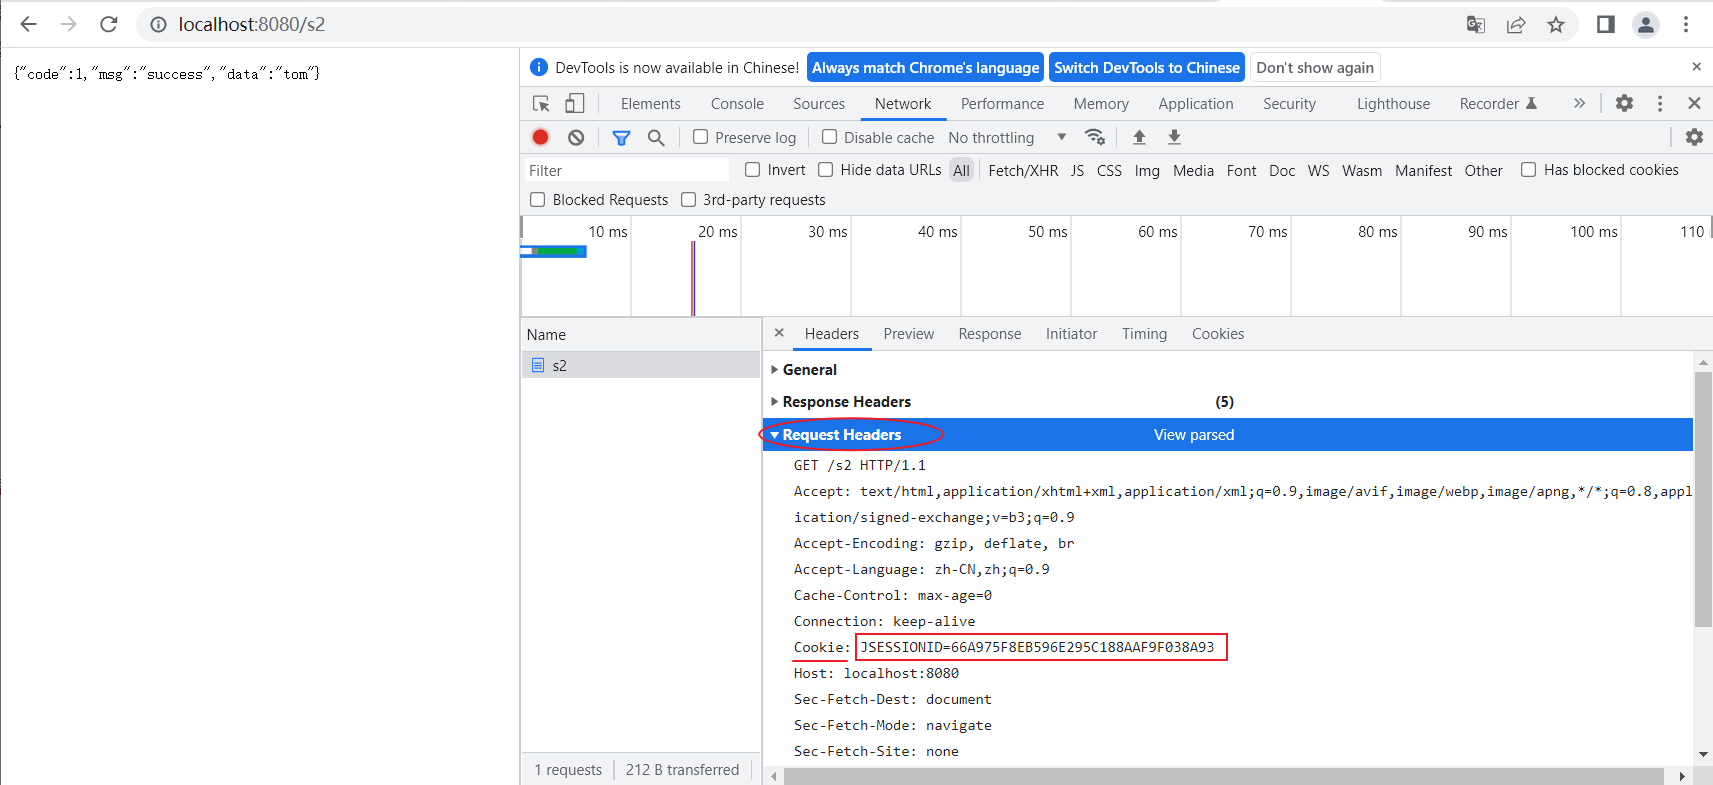 localhost:8080/s2
{"code":1,"msg":"success","data":"tom"}
DevTools is now available in Chinese! Always match Chrome's language Switch DevTools to Chinese Don't show again
Elements Console Sources Network Performance Memory Application Security Lighthouse Recorder
Preserve log Disable cache No throttling
Filter Invert Hide data URLs All Fetch/XHR JS CSS Img Media Font Doc WS Wasm Manifest Other Has blocked cookies
Blocked Requests 3rd-party requests
10 ms 20 ms 30 ms 40 ms 50 ms 60 ms 70 ms 80 ms 90 ms 100 ms 110
Name
s2
Headers Preview Response Initiator Timing Cookies
General
Response Headers (5)
Request Headers View parsed
GET /s2 HTTP/1.1
Accept: text/html,application/xhtml+xml,application/xml;q=0.9,image/avif,image/webp,image/apng,*/*;q=0.8,appl
ication/signed-exchange;v=b3;q=0.9
Accept-Encoding: gzip, deflate, br
Accept-Language: zh-CN,zh;q=0.9
Cache-Control: max-age=0
Connection: keep-alive
Cookie: JSESSIONID=66A975F8EB596E295C188AAF9F038A93
Host: localhost:8080
Sec-Fetch-Dest: document
Sec-Fetch-Mode: navigate
Sec-Fetch-Site: none
1 requests 212 B transferred